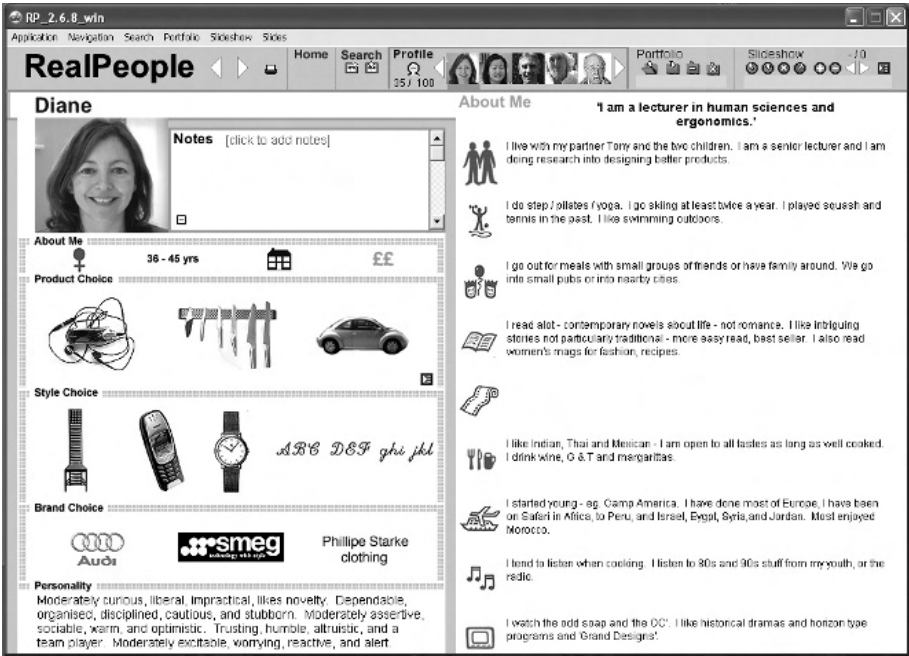 RP_2.6.8_win
Application Navigation Search Portfolio Slideshow Slides
RealPeople
Home
Search
Profile
35 / 100
Portfolio
Slideshow
- / 0
Diane
Notes [click to add notes]
About Me
36 - 45 yrs
££
Product Choice
Style Choice
ABC DEF ghi jkl
Brand Choice
Audi
smeg
technology with style
Phillipe Starke
clothing
Personality
Moderately curious, liberal, impractical, likes novelty. Dependable,
organised, disciplined, cautious, and stubborn. Moderately assertive,
sociable, warm, and optimistic. Trusting, humble, altruistic, and a
team player. Moderately excitable, worrying, reactive, and alert.
About Me
'I am a lecturer in human sciences and
ergonomics.'
I live with my partner Tony and the two children. I am a senior lecturer and I am
doing research into designing better products.
I do step / pilates / yoga. I go skiing at least twice a year. I played squash and
tennis in the past. I like swimming outdoors.
I go out for meals with small groups of friends or have family around. We go
into small pubs or into nearby cities.
I read alot - contemporary novels about life - not romance. I like intriguing
stories not particularly traditional - more easy read, best seller. I also read
women's mags for fashion, recipes.
I like Indian, Thai and Mexican - I am open to all tastes as long as well cooked.
I drink wine, G & T and margarittas.
I started young - eg. Camp America. I have done most of Europe, I have been
on Safari in Africa, to Peru, and Israel, Eygpt, Syria,and Jordan. Most enjoyed
Morocco.
I tend to listen when cooking. I listen to 80s and 90s stuff from my youth, or the
radio.
I watch the odd soap and 'the OC'. I like historical dramas and horizon type
programs and 'Grand Designs'.